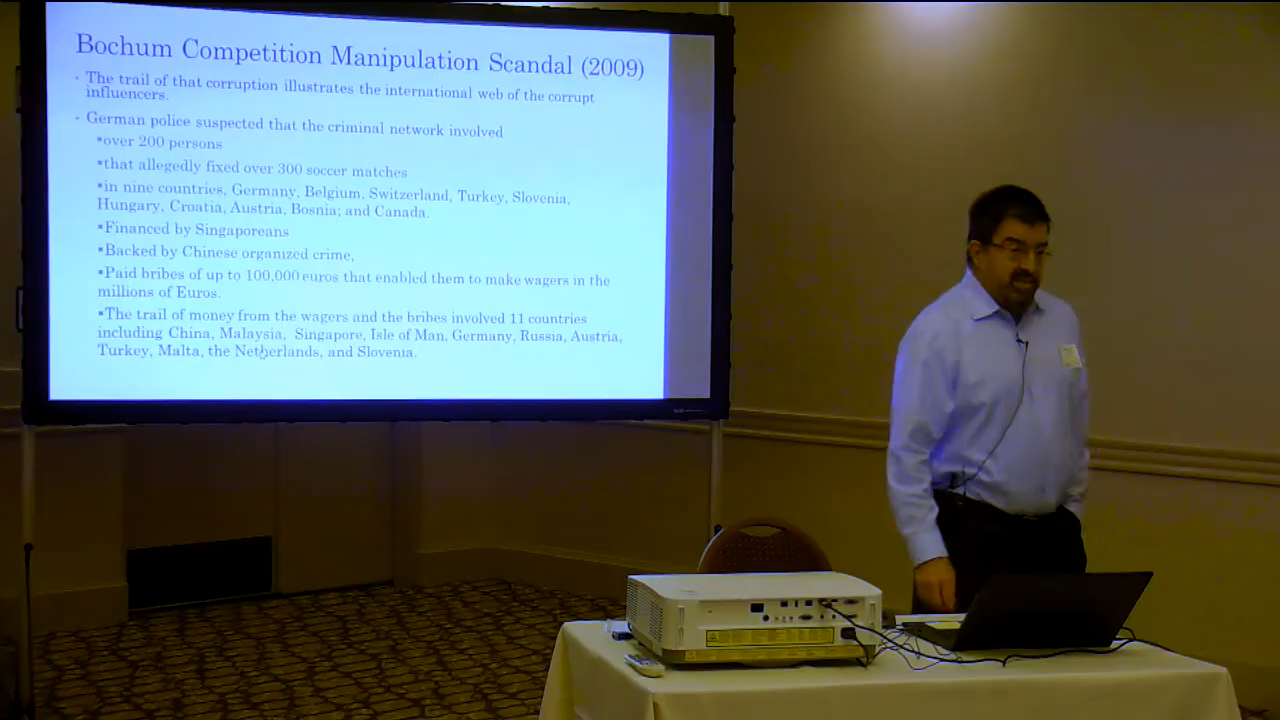 Bochum Competition Manipulation Scandal (2009)
• The trail of that corruption illustrates the international web of the corrupt
influencers.
• German police suspected that the criminal network involved
▪over 200 persons
▪that allegedly fixed over 300 soccer matches
▪in nine countries, Germany, Belgium, Switzerland, Turkey, Slovenia,
Hungary, Croatia, Austria, Bosnia; and Canada.
▪Financed by Singaporeans
▪Backed by Chinese organized crime,
▪Paid bribes of up to 100,000 euros that enabled them to make wagers in the
millions of Euros.
▪The trail of money from the wagers and the bribes involved 11 countries
including China, Malaysia, Singapore, Isle of Man, Germany, Russia, Austria,
Turkey, Malta, the Netherlands, and Slovenia.